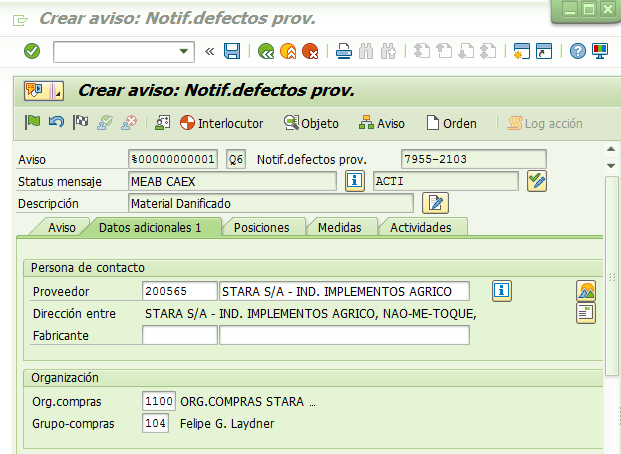 Crear aviso: Notif.defectos prov.
Crear aviso: Notif.defectos prov.
Interlocutor Objeto Aviso Orden Log acción
Aviso %00000000001 Q6 Notif.defectos prov. 7955-2103
Status mensaje MEAB CAEX ACTI
Descripción Material Danificado
Aviso Datos adicionales 1 Posiciones Medidas Actividades
Persona de contacto
Proveedor 200565 STARA S/A - IND. IMPLEMENTOS AGRICO
Dirección entre STARA S/A - IND. IMPLEMENTOS AGRICO, NAO-ME-TOQUE,
Fabricante
Organización
Org.compras 1100 ORG.COMPRAS STARA ...
Grupo-compras 104 Felipe G. Laydner